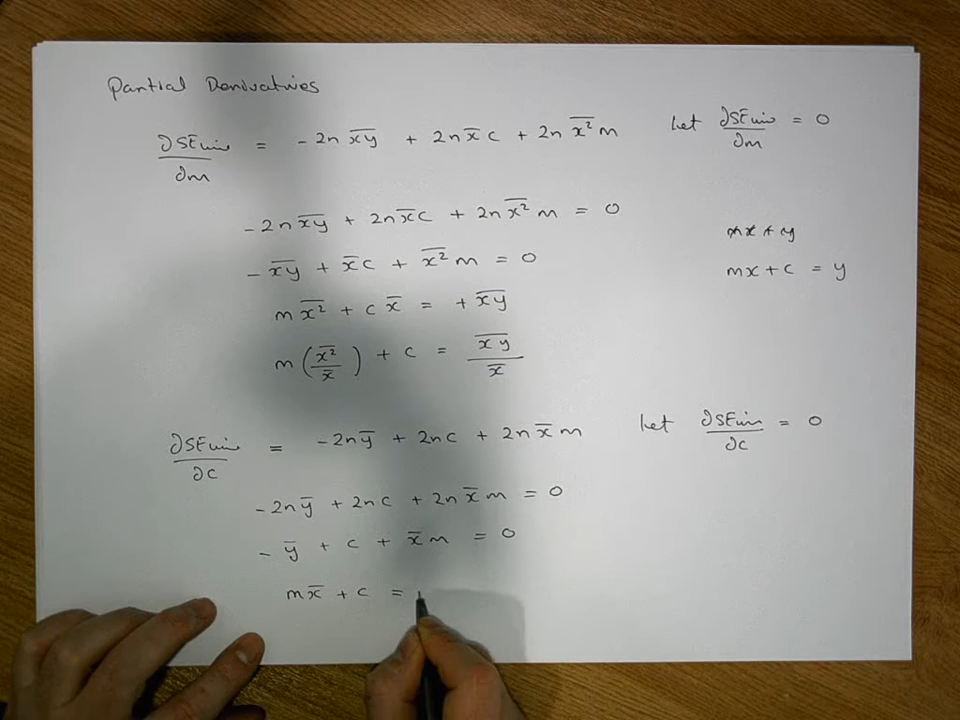 Partial Derivatives
∂SEline/∂m = -2n x̄ȳ + 2n x̄ c + 2n x̄² m    Let ∂SEline/∂m = 0
-2n x̄ȳ + 2n x̄ c + 2n x̄² m = 0
-x̄ȳ + x̄ c + x̄² m = 0
mx + c = y
m x̄² + c x̄ = + x̄ȳ
m (x̄²/x̄) + c = x̄ȳ/x̄
∂SEline/∂c = -2n ȳ + 2n c + 2n x̄ m    Let ∂SEline/∂c = 0
-2n ȳ + 2n c + 2n x̄ m = 0
-ȳ + c + x̄ m = 0
m x̄ + c =